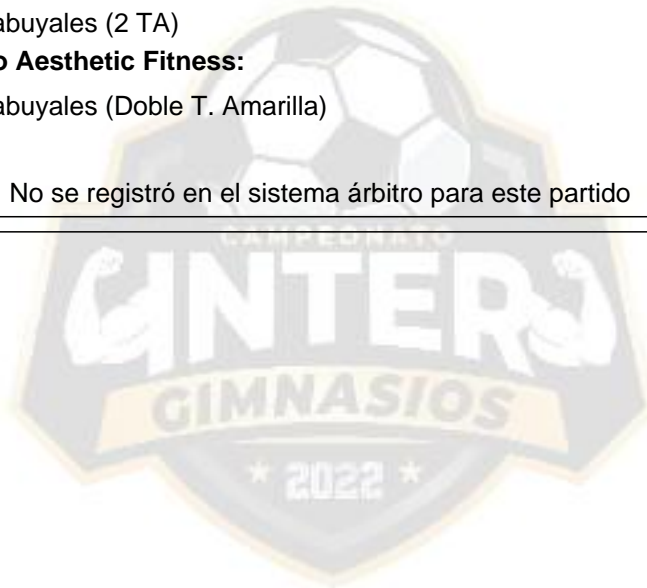 abuyales (2 TA)
o Aesthetic Fitness:
abuyales (Doble T. Amarilla)
No se registró en el sistema árbitro para este partido
CAMPEONATO
INTER
GIMNASIOS
2022